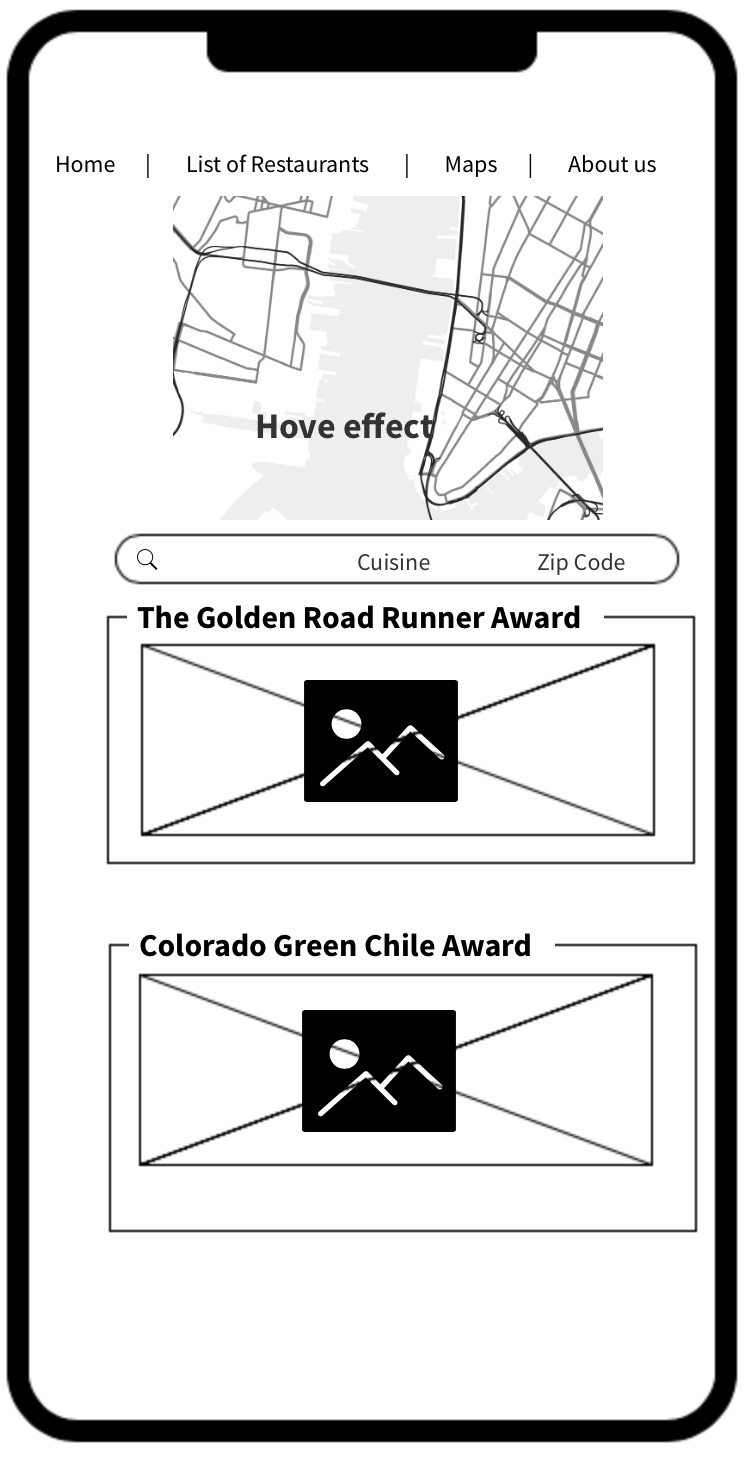 Home | List of Restaurants | Maps | About us
Hove effect
Cuisine Zip Code
The Golden Road Runner Award
Colorado Green Chile Award